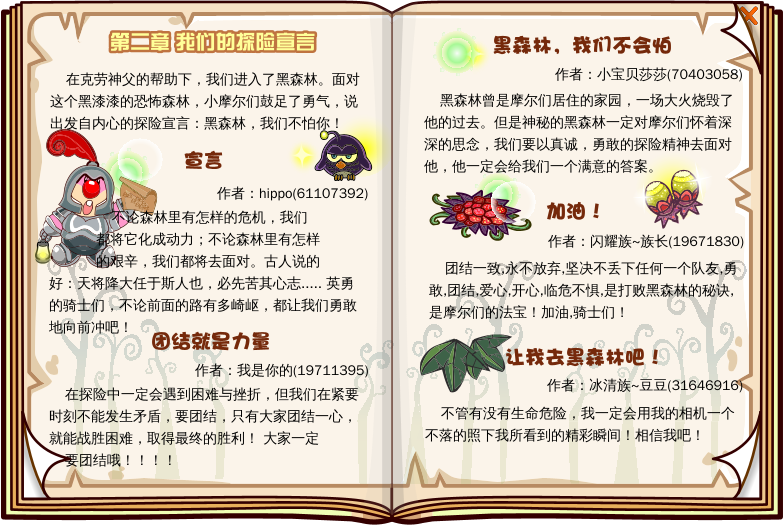 第二章 我们的探险宣言
在克劳神父的帮助下，我们进入了黑森林。面对
这个黑漆漆的恐怖森林，小摩尔们鼓足了勇气，说
出发自内心的探险宣言：黑森林，我们不怕你！
宣言
作者：hippo(61107392)
不论森林里有怎样的危机，我们
都将它化成动力；不论森林里有怎样
的艰辛，我们都将去面对。古人说的
好：天将降大任于斯人也，必先苦其心志..... 英勇
的骑士们，不论前面的路有多崎岖，都让我们勇敢
地向前冲吧！
团结就是力量
作者：我是你的(19711395)
在探险中一定会遇到困难与挫折，但我们在紧要
时刻不能发生矛盾，要团结，只有大家团结一心，
就能战胜困难，取得最终的胜利！ 大家一定
要团结哦！！！！
黑森林，我们不会怕
作者：小宝贝莎莎(70403058)
黑森林曾是摩尔们居住的家园，一场大火烧毁了
他的过去。但是神秘的黑森林一定对摩尔们怀着深
深的思念，我们要以真诚，勇敢的探险精神去面对
他，他一定会给我们一个满意的答案。
加油！
作者：闪耀族~族长(19671830)
团结一致,永不放弃,坚决不丢下任何一个队友,勇
敢,团结,爱心,开心,临危不惧,是打败黑森林的秘诀,
是摩尔们的法宝！加油,骑士们！
让我去黑森林吧！
作者：冰清族~豆豆(31646916)
不管有没有生命危险，我一定会用我的相机一个
不落的照下我所看到的精彩瞬间！相信我吧！